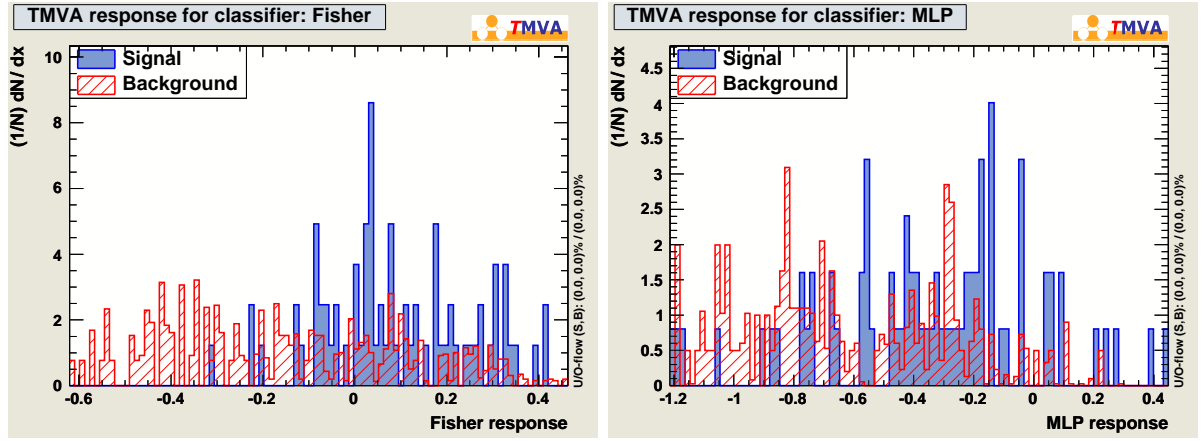 TMVA response for classifier: Fisher
TMVA
Signal
Background
(1/N) dN/ dx
10
8
6
4
2
0
-0.6 -0.4 -0.2 0 0.2 0.4
Fisher response
U/O-flow (S,B): (0.0, 0.0)% / (0.0, 0.0)%
TMVA response for classifier: MLP
TMVA
Signal
Background
(1/N) dN/ dx
4.5
4
3.5
3
2.5
2
1.5
1
0.5
0
-1.2 -1 -0.8 -0.6 -0.4 -0.2 0 0.2 0.4
MLP response
U/O-flow (S,B): (0.0, 0.0)% / (0.0, 0.0)%